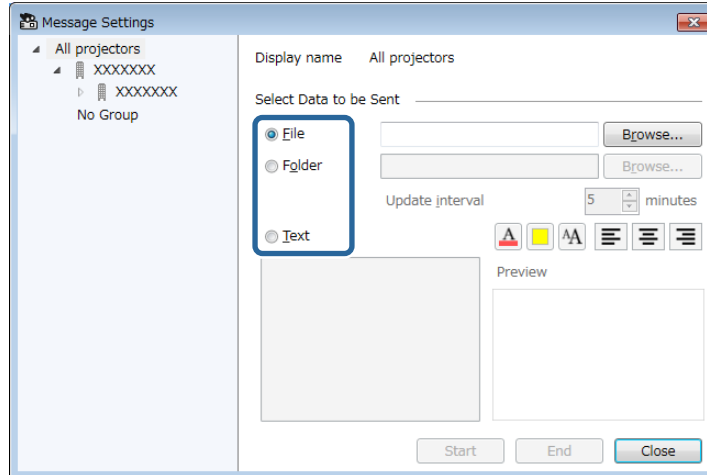 Message Settings
All projectors
XXXXXXX
XXXXXXX
No Group
Display name All projectors
Select Data to be Sent
File Browse...
Folder Browse...
Update interval 5 minutes
Text A AA
Preview
Start End Close